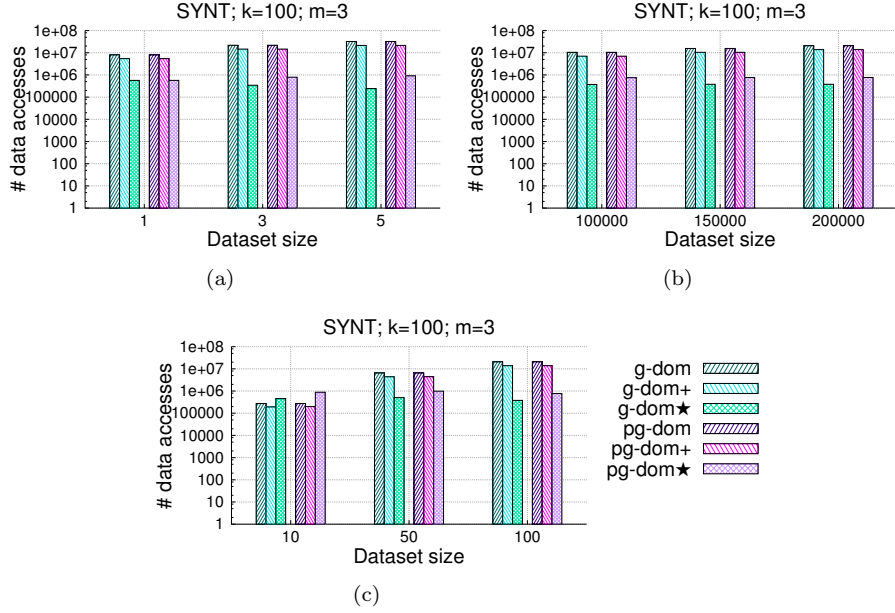 SYNT; k=100; m=3
# data accesses
1e+08
1e+07
1e+06
100000
10000
1000
100
10
1
1 3 5
Dataset size
(a)
SYNT; k=100; m=3
# data accesses
1e+08
1e+07
1e+06
100000
10000
1000
100
10
1
100000 150000 200000
Dataset size
(b)
SYNT; k=100; m=3
# data accesses
1e+08
1e+07
1e+06
100000
10000
1000
100
10
1
10 50 100
Dataset size
(c)
g-dom
g-dom+
g-dom★
pg-dom
pg-dom+
pg-dom★